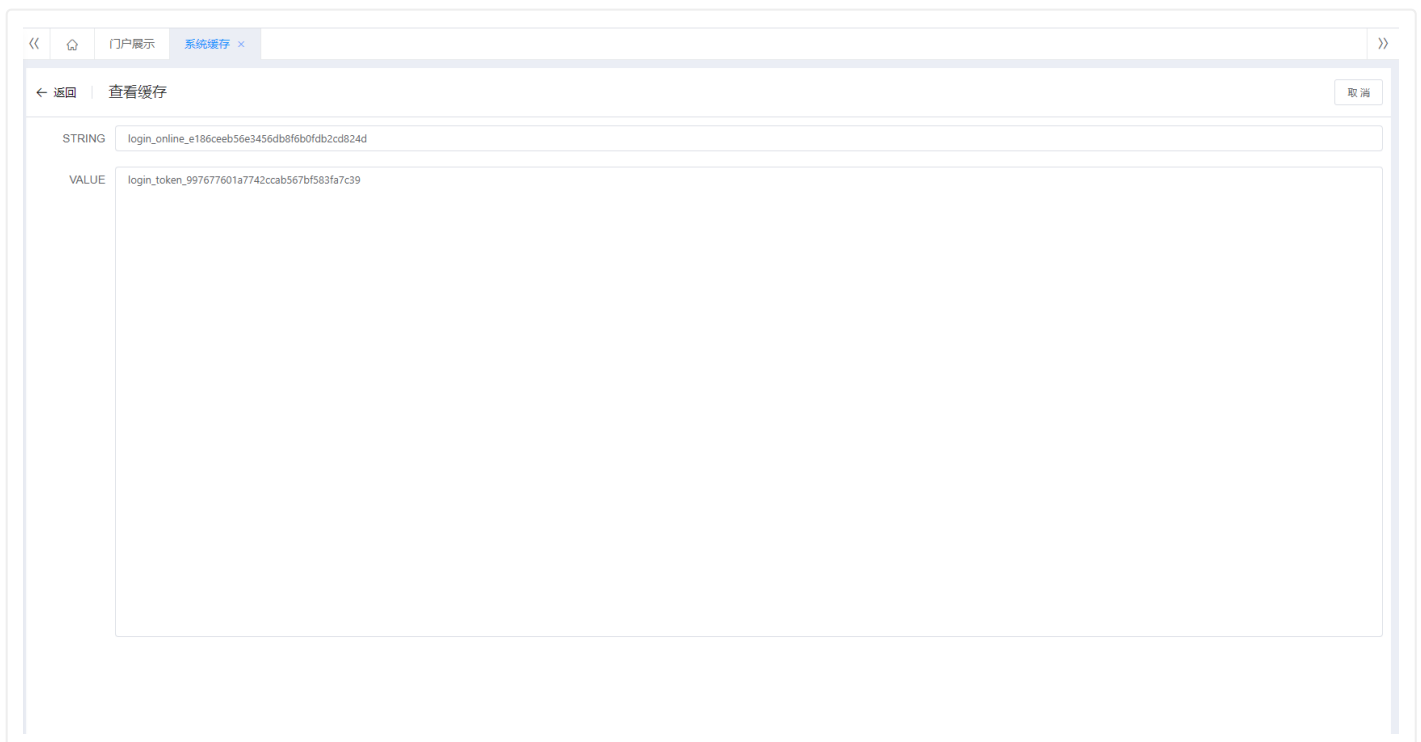 门户展示
系统缓存 ×
← 返回 查看缓存 取消
STRING login_online_e186ceeb56e3456db8f6b0fdb2cd824d
VALUE login_token_997677601a7742ccab567bf583fa7c39